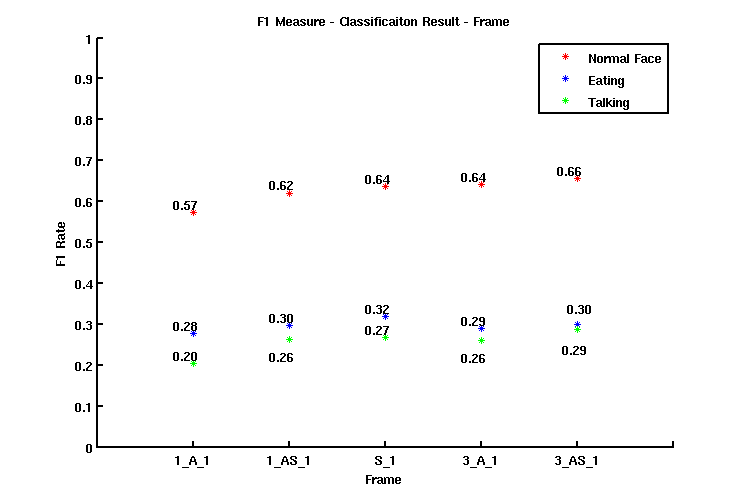 F1 Measure - Classificaiton Result - Frame
1
0.9
0.8
0.7
0.6
0.5
0.4
0.3
0.2
0.1
0
F1 Rate
Normal Face
Eating
Talking
0.57
0.62
0.64
0.64
0.66
0.28
0.30
0.32
0.29
0.30
0.20
0.26
0.27
0.26
0.29
1_A_1
1_AS_1
S_1
3_A_1
3_AS_1
Frame